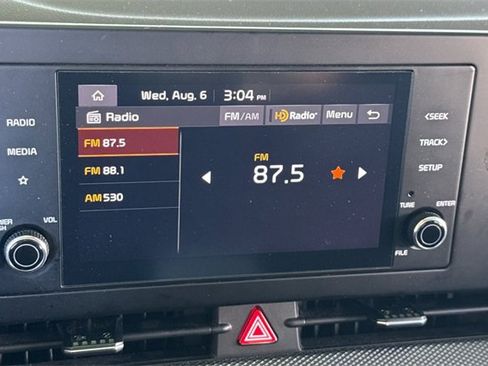 Wed, Aug. 6 3:04 PM
Radio FM/AM HD Radio Menu
FM 87.5
FM 88.1
AM 530
FM
87.5
RADIO
MEDIA
VOL
<SEEK
TRACK>
SETUP
TUNE ENTER
FILE